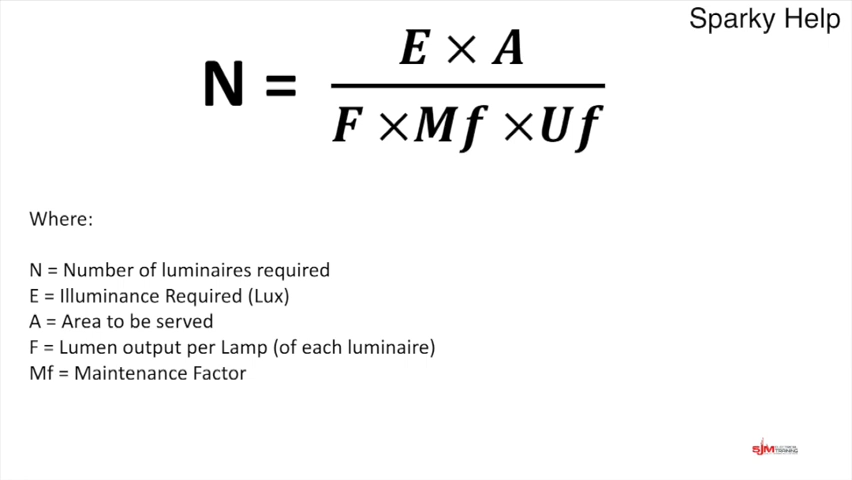 Sparky Help
E × A
N =
F ×Mf ×Uf
Where:
N = Number of luminaires required
E = Illuminance Required (Lux)
A = Area to be served
F = Lumen output per Lamp (of each luminaire)
Mf = Maintenance Factor
SJM
TRAINING